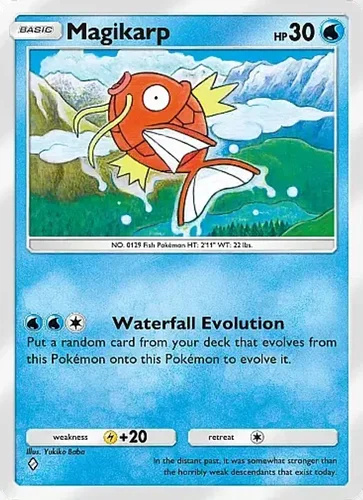 BASIC Magikarp HP 30
NO. 0129 Fish Pokémon HT: 2'11" WT: 22 lbs.
Waterfall Evolution
Put a random card from your deck that evolves from
this Pokémon onto this Pokémon to evolve it.
Illus. Yukiko Baba
weakness +20 retreat
In the distant past, it was somewhat stronger than
the horribly weak descendants that exist today.